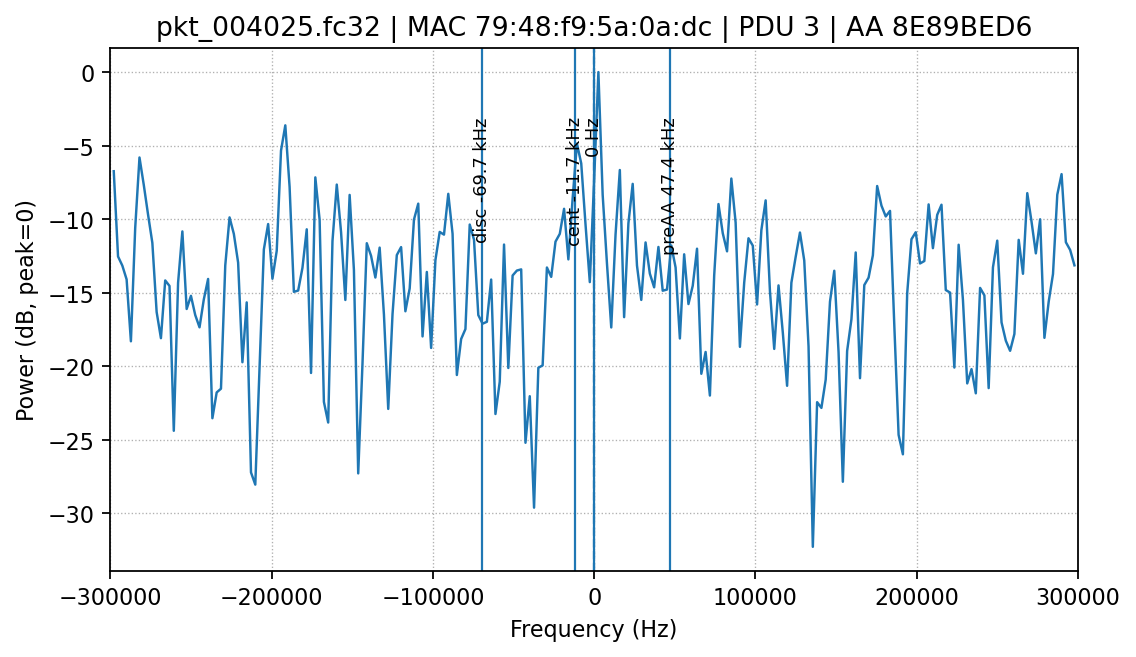 pkt_004025.fc32 | MAC 79:48:f9:5a:0a:dc | PDU 3 | AA 8E89BED6
Power (dB, peak=0)
0
−5
−10
−15
−20
−25
−30
disc -69.7 kHz
cent -11.7 kHz
0 Hz
preAA 47.4 kHz
−300000
−200000
−100000
0
100000
200000
300000
Frequency (Hz)